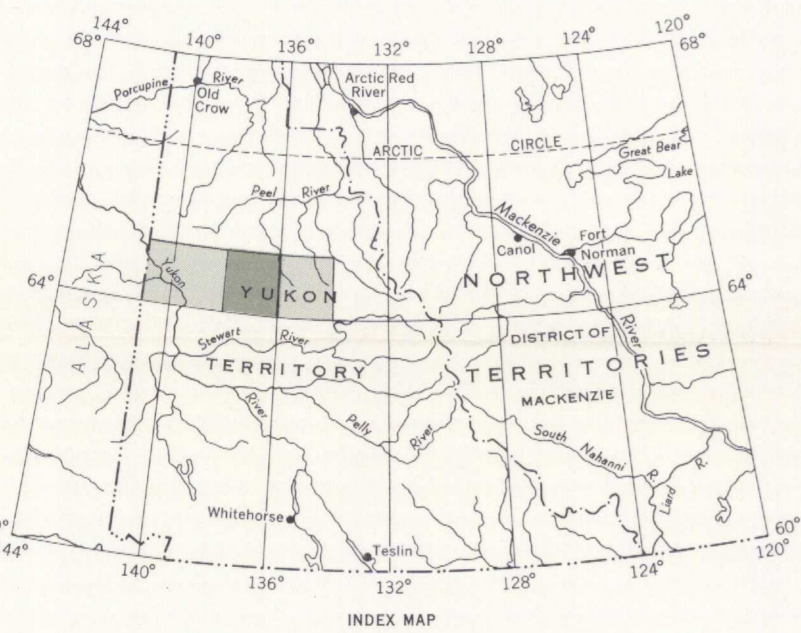 144°
140°
136°
132°
128°
124°
120°
68°
68°
Porcupine River
Old
Crow
Arctic Red
River
ARCTIC CIRCLE
Great Bear
Lake
Peel River
Mackenzie
Fort
Norman
Canol
64°
64°
Yukon
ALASKA
YUKON
NORTHWEST
Stewart River
DISTRICT OF
River
TERRITORY
TERRITORIES
MACKENZIE
River
Pelly
River
South Nahanni R.
Liard R.
Whitehorse
Teslin
0°
44°
140°
136°
132°
128°
124°
60°
120°
INDEX MAP